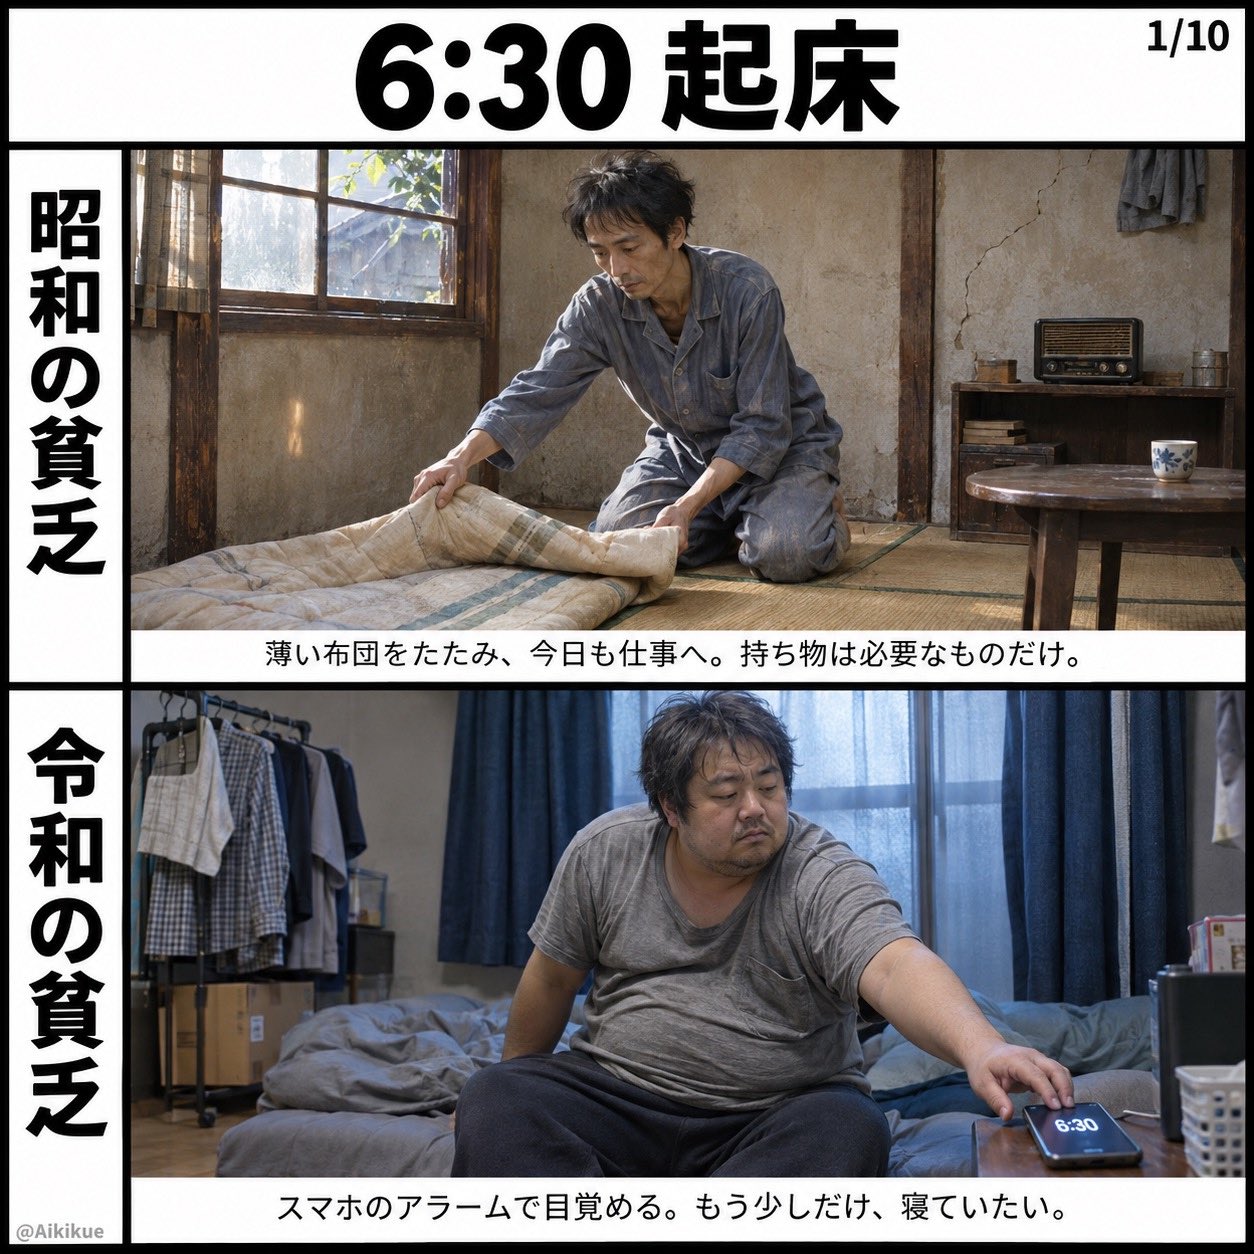 6:30 起床
1/10
昭和の貧乏
薄い布団をたたみ、今日も仕事へ。持ち物は必要なものだけ。
令和の貧乏
6:30
スマホのアラームで目覚める。もう少しだけ、寝ていたい。
@Aikikue